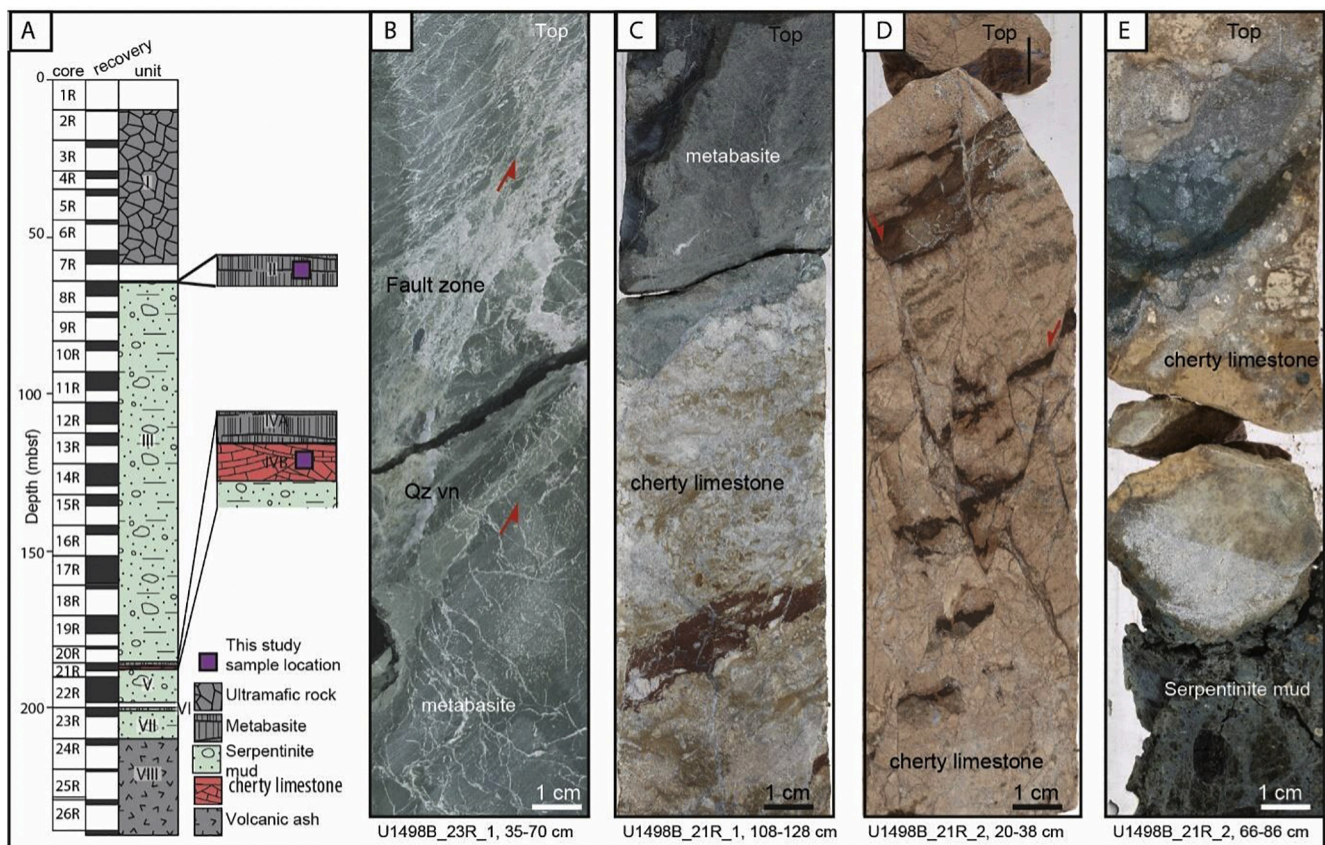 A
core recovery unit
0
1R
2R
3R
4R
I
5R
50
6R
7R
II
8R
9R
10R
100
11R
12R
IVA
III
13R
IVB
14R
Depth (mbsf)
15R
16R
150
17R
18R
19R
20R
21R
22R
V
VI
200
23R
VII
24R
VIII
25R
26R
This study
sample location
Ultramafic rock
Metabasite
Serpentinite
mud
cherty limestone
Volcanic ash
B
Top
Fault zone
Qz vn
metabasite
1 cm
U1498B_23R_1, 35-70 cm
C
Top
metabasite
cherty limestone
1 cm
U1498B_21R_1, 108-128 cm
D
Top
cherty limestone
1 cm
U1498B_21R_2, 20-38 cm
E
Top
cherty limestone
Serpentinite mud
1 cm
U1498B_21R_2, 66-86 cm